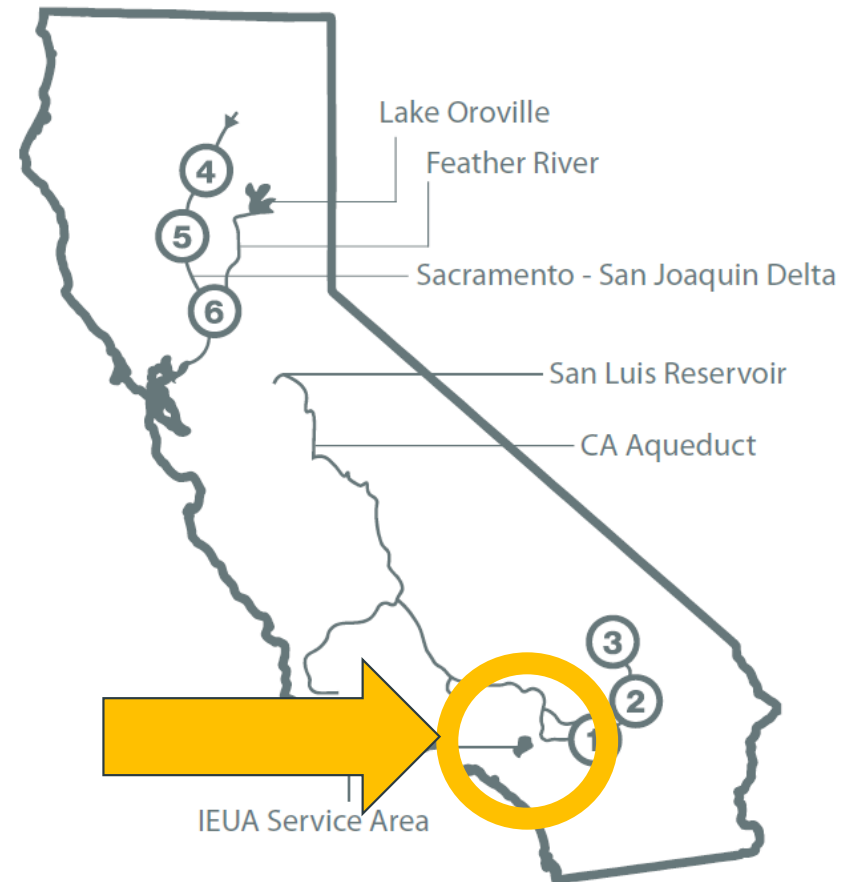 Lake Oroville
Feather River
4
5
Sacramento - San Joaquin Delta
6
San Luis Reservoir
CA Aqueduct
3
2
1
IEUA Service Area